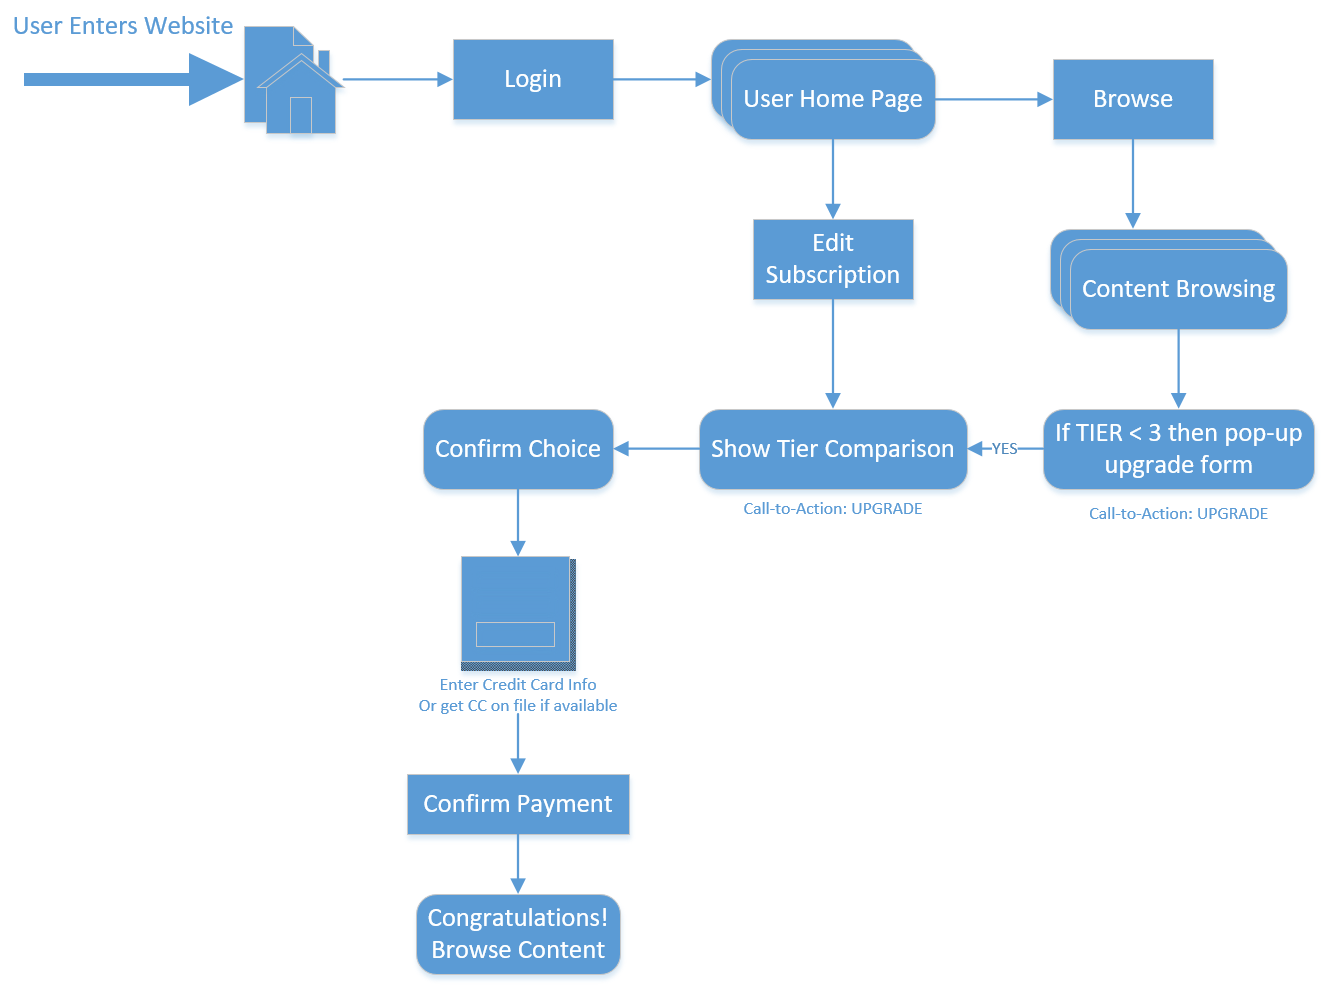 User Enters Website
Login
User Home Page
Browse
Edit
Subscription
Content Browsing
Confirm Choice
Show Tier Comparison
YES
If TIER < 3 then pop-up
upgrade form
Call-to-Action: UPGRADE
Call-to-Action: UPGRADE
Enter Credit Card Info
Or get CC on file if available
Confirm Payment
Congratulations!
Browse Content